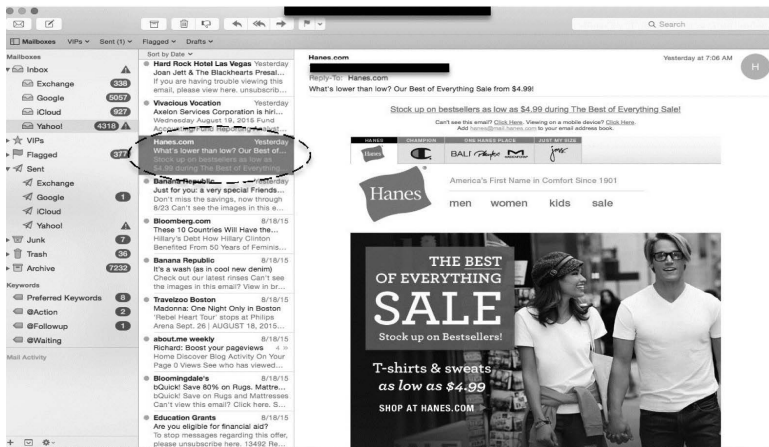 Search
Mailboxes VIPs Sent (1) Flagged Drafts
Mailboxes
Inbox
Exchange 338
Google 5057
iCloud 927
Yahoo! 4318
VIPs
Flagged 377
Sent
Exchange
Google 1
iCloud
Yahoo!
Junk 7
Trash 36
Archive 7232
Keywords
Preferred Keywords 8
@Action 2
@Followup 1
@Waiting
Mail Activity
Sort by Date
Hard Rock Hotel Las Vegas Yesterday
Joan Jett & The Blackhearts Presal...
If you are having trouble viewing this
email, please view here. unsubscrib...
Vivacious Vocation Yesterday
Axelon Services Corporation is hiri...
Wednesday August 19, 2015 Fund
Accounting/Fund Reporting Analyst...
Hanes.com Yesterday
What's lower than low? Our Best of...
Stock up on bestsellers as low as
$4.99 during The Best of Everything
Banana Republic Yesterday
Just for you: a very special Friends...
Don't miss the savings, now through
8/23 Can't see the images in this e...
Bloomberg.com 8/18/15
These 10 Countries Will Have the...
Hillary's Debt How Hillary Clinton
Benefited From 50 Years of Feminis...
Banana Republic 8/18/15
It's a wash (as in cool new denim)
Check out our latest rinses Can't see
the images in this email? View in br...
Travelzoo Boston 8/18/15
Madonna: One Night Only in Boston
'Rebel Heart Tour' stops at Philips
Arena Sept. 26 | AUGUST 18, 2015...
about.me weekly 8/18/15
Richard: Boost your pageviews 4
Home Discover Blog Activity On Your
Page 0 Views See who has viewed...
Bloomingdale's 8/18/15
bQuick! Save 80% on Rugs. Mattre...
bQuick! Save on Rugs and Mattresses
Can't view this email? Click here. S...
Education Grants 8/18/15
Are you eligible for financial aid?
To stop messages regarding this offer,
please unsubscribe here. 13492 Re...
Hanes.com Yesterday at 7:06 AM
H
Reply-To: Hanes.com
What's lower than low? Our Best of Everything Sale from $4.99!
Stock up on bestsellers as low as $4.99 during The Best of Everything Sale!
Can't see this email? Click Here. Viewing on a mobile device? Click Here.
Add hanes@mail.hanes.com to your email address book.
HANES CHAMPION ONE HANES PLACE JUST MY SIZE
Hanes C BALI Playtex jms
Hanes
America's First Name in Comfort Since 1901
men women kids sale
THE BEST
OF EVERYTHING
SALE
Stock up on Bestsellers!
T-shirts & sweats
as low as $4.99
SHOP AT HANES.COM